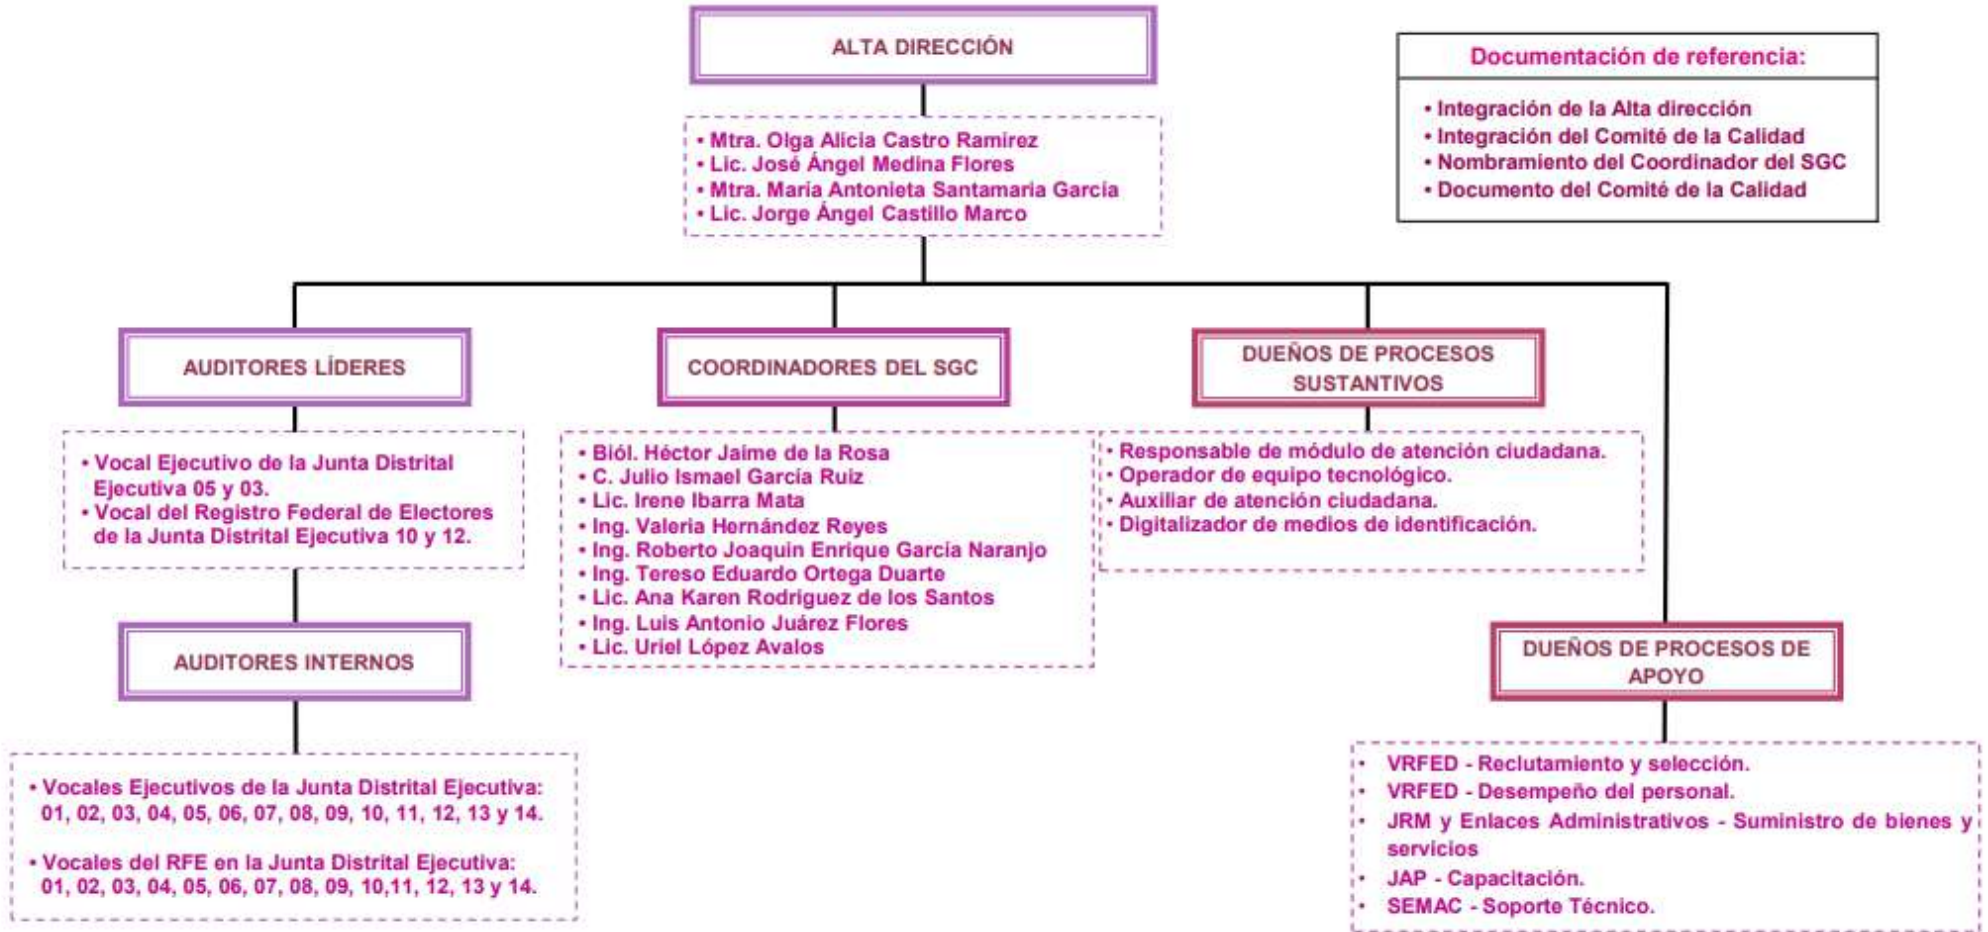 ALTA DIRECCIÓN
• Mtra. Olga Alicia Castro Ramírez
• Lic. José Ángel Medina Flores
• Mtra. María Antonieta Santamaria García
• Lic. Jorge Ángel Castillo Marco
Documentación de referencia:
• Integración de la Alta dirección
• Integración del Comité de la Calidad
• Nombramiento del Coordinador del SGC
• Documento del Comité de la Calidad
AUDITORES LÍDERES
• Vocal Ejecutivo de la Junta Distrital
Ejecutiva 05 y 03.
• Vocal del Registro Federal de Electores
de la Junta Distrital Ejecutiva 10 y 12.
AUDITORES INTERNOS
• Vocales Ejecutivos de la Junta Distrital Ejecutiva:
01, 02, 03, 04, 05, 06, 07, 08, 09, 10, 11, 12, 13 y 14.
• Vocales del RFE en la Junta Distrital Ejecutiva:
01, 02, 03, 04, 05, 06, 07, 08, 09, 10,11, 12, 13 y 14.
COORDINADORES DEL SGC
• Biól. Héctor Jaime de la Rosa
• C. Julio Ismael García Ruiz
• Lic. Irene Ibarra Mata
• Ing. Valeria Hernández Reyes
• Ing. Roberto Joaquin Enrique García Naranjo
• Ing. Tereso Eduardo Ortega Duarte
• Lic. Ana Karen Rodriguez de los Santos
• Ing. Luis Antonio Juárez Flores
• Lic. Uriel López Avalos
DUEÑOS DE PROCESOS
SUSTANTIVOS
• Responsable de módulo de atención ciudadana.
• Operador de equipo tecnológico.
• Auxiliar de atención ciudadana.
• Digitalizador de medios de identificación.
DUEÑOS DE PROCESOS DE
APOYO
• VRFED - Reclutamiento y selección.
• VRFED - Desempeño del personal.
• JRM y Enlaces Administrativos - Suministro de bienes y
servicios
• JAP - Capacitación.
• SEMAC - Soporte Técnico.